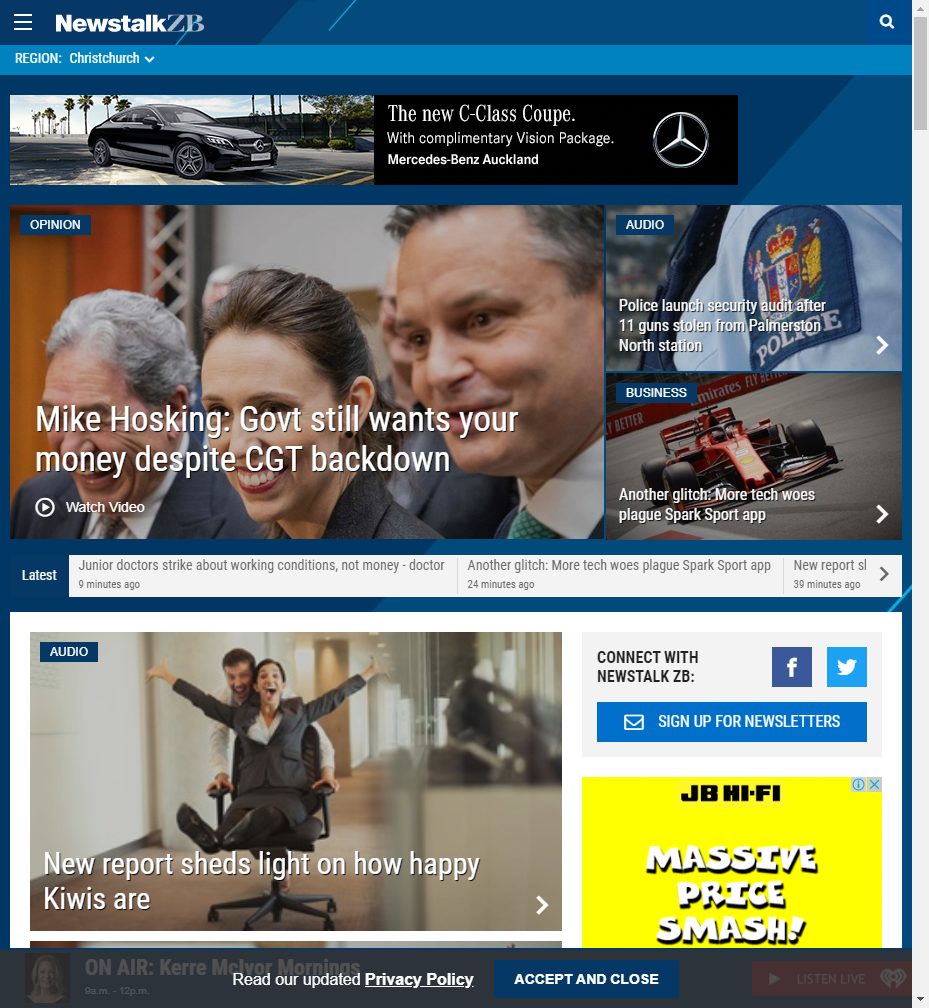 NewstalkZB
REGION: Christchurch
The new C-Class Coupe.
With complimentary Vision Package.
Mercedes-Benz Auckland
OPINION
Mike Hosking: Govt still wants your
money despite CGT backdown
Watch Video
AUDIO
Police launch security audit after
11 guns stolen from Palmerston
North station
POLICE
BUSINESS
FLY BETTER
Emirates FLY BETTER
Another glitch: More tech woes
plague Spark Sport app
Latest
Junior doctors strike about working conditions, not money - doctor
9 minutes ago
Another glitch: More tech woes plague Spark Sport app
24 minutes ago
New report sl
39 minutes ago
AUDIO
New report sheds light on how happy
Kiwis are
CONNECT WITH
NEWSTALK ZB:
SIGN UP FOR NEWSLETTERS
JB HI-FI
MASSIVE
PRICE
SMASH!
ON AIR: Kerre McIvor Mornings
9a.m. - 12p.m.
Read our updated Privacy Policy
ACCEPT AND CLOSE
LISTEN LIVE